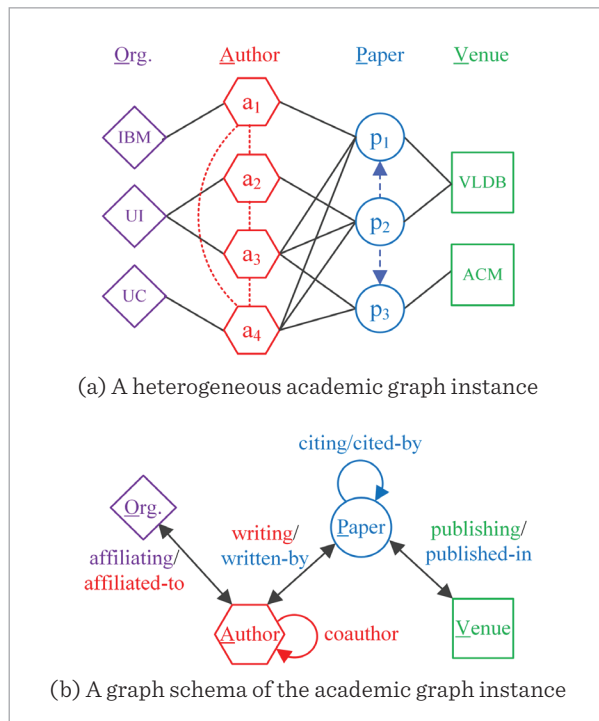 Org. Author Paper Venue
a1
IBM p1
a2 VLDB
UI p2
a3 ACM
UC p3
a4
(a) A heterogeneous academic graph instance
citing/cited-by
Org. Paper
writing/ publishing/
affiliating/ written-by published-in
affiliated-to
Author coauthor Venue
(b) A graph schema of the academic graph instance